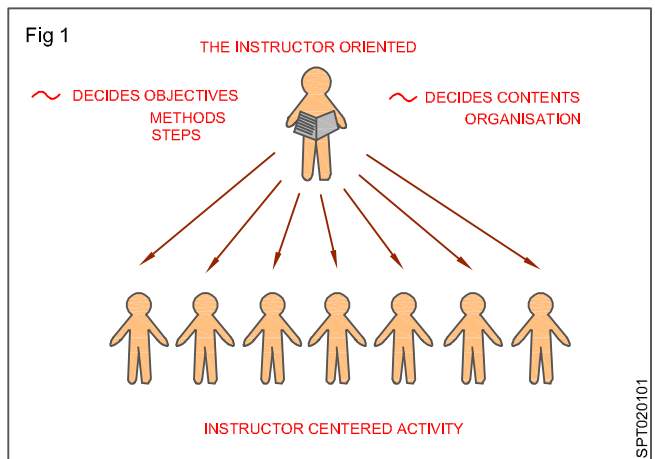 Fig 1
THE INSTRUCTOR ORIENTED
~ DECIDES OBJECTIVES
METHODS
STEPS
~ DECIDES CONTENTS
ORGANISATION
INSTRUCTOR CENTERED ACTIVITY
SPT020101